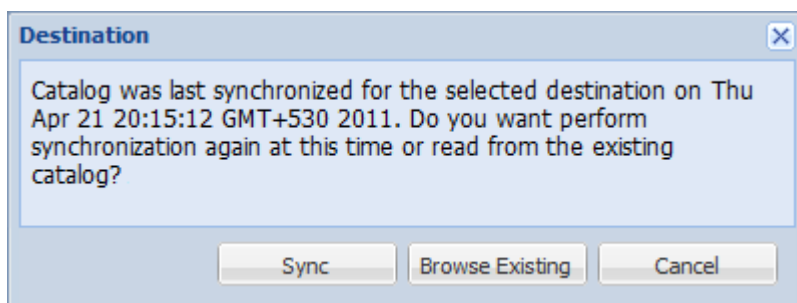 Destination
Catalog was last synchronized for the selected destination on Thu
Apr 21 20:15:12 GMT+530 2011. Do you want perform
synchronization again at this time or read from the existing
catalog?
Sync Browse Existing Cancel